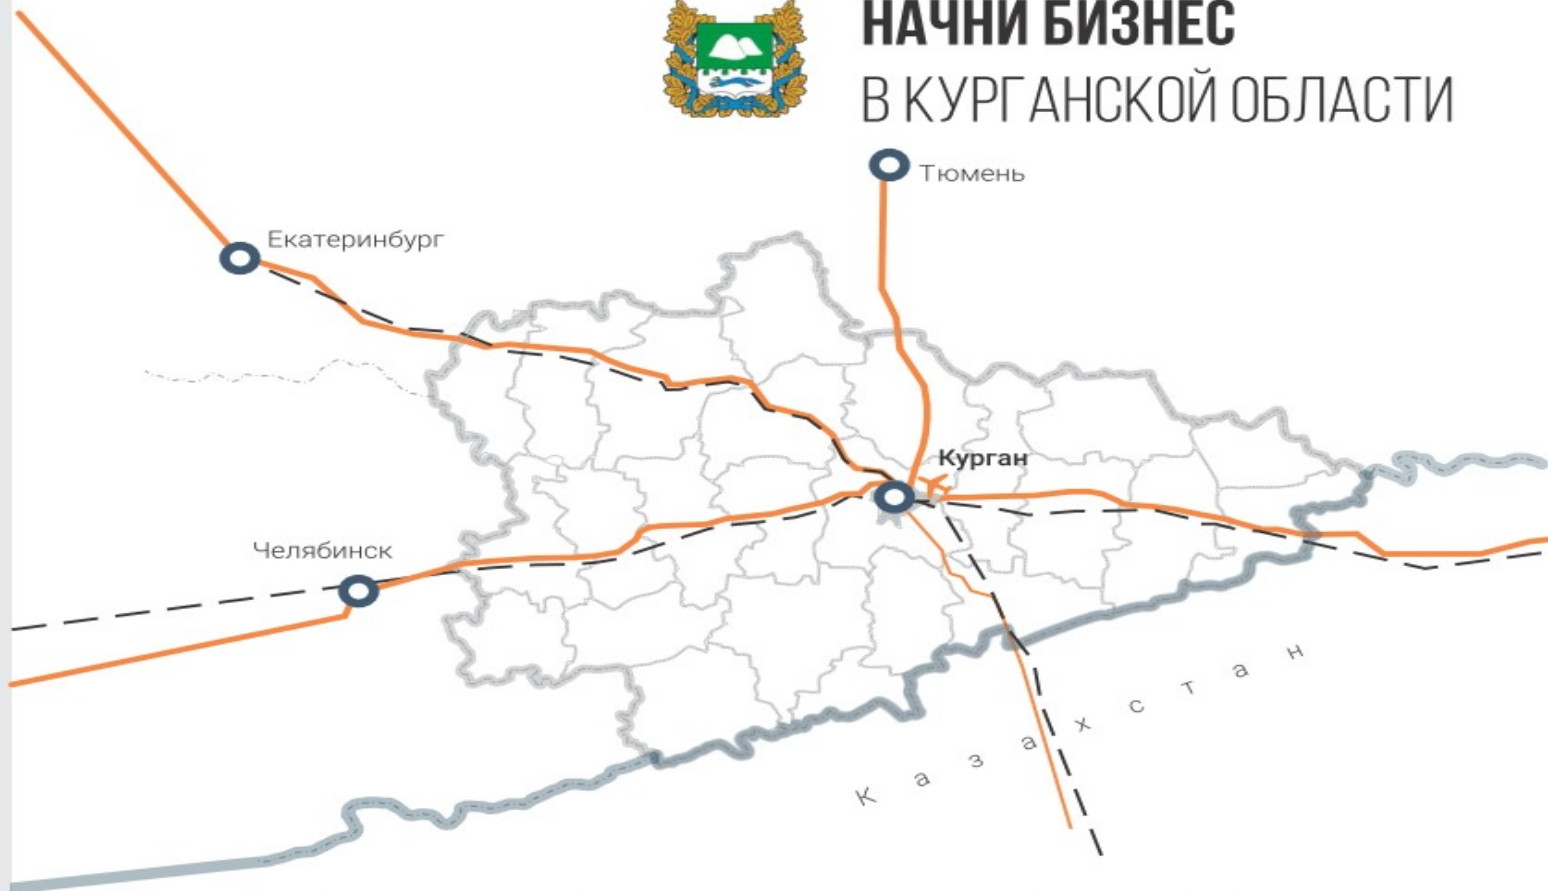 НАЧНИ БИЗНЕС
В КУРГАНСКОЙ ОБЛАСТИ
Тюмень
Екатеринбург
Курган
Челябинск
Казахстан